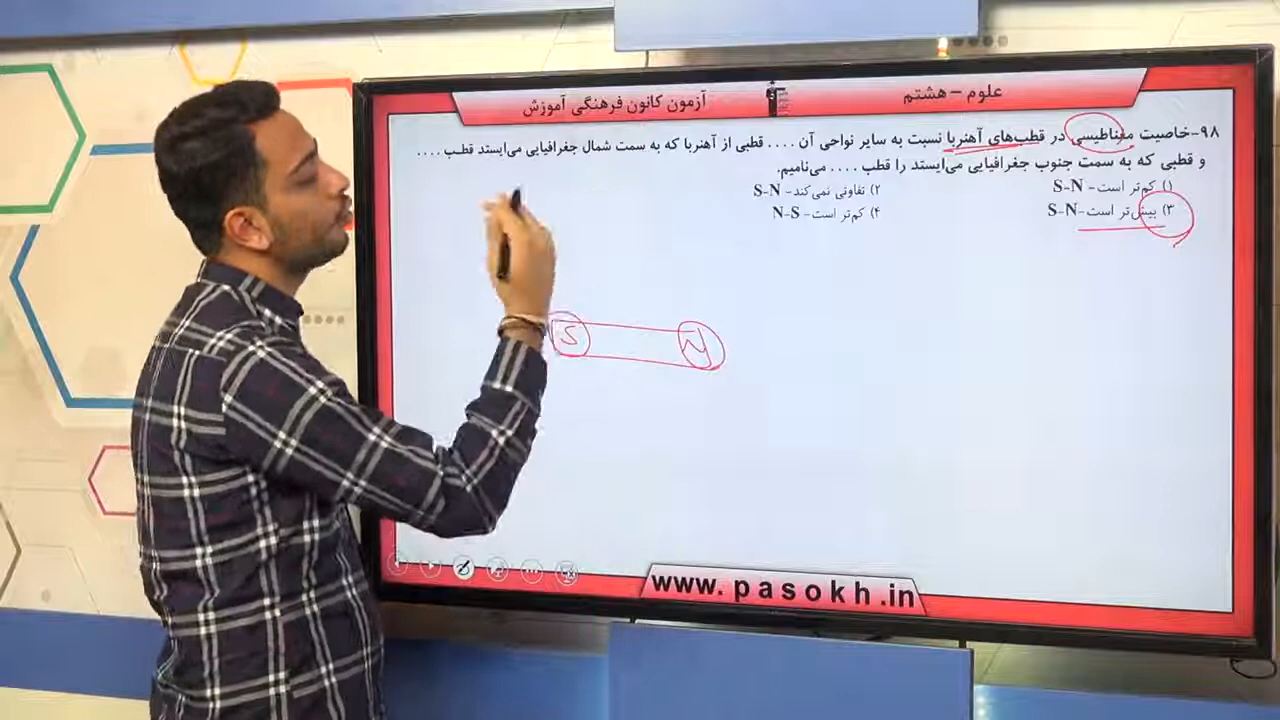 علوم – هشتم
آزمون کانون فرهنگی آموزش
۹۸-خاصیت مغناطیسی در قطب‌های آهنربا نسبت به سایر نواحی آن .... قطبی از آهنربا که به سمت شمال جغرافیایی می‌ایستد قطب ....
و قطبی که به سمت جنوب جغرافیایی می‌ایستد را قطب .... می‌نامیم.
۱) کم‌تر است- S-N
۲) تفاوتی نمی‌کند- S-N
۳) بیش‌تر است- S-N
۴) کم‌تر است- N-S
S N
www.pasokh.in